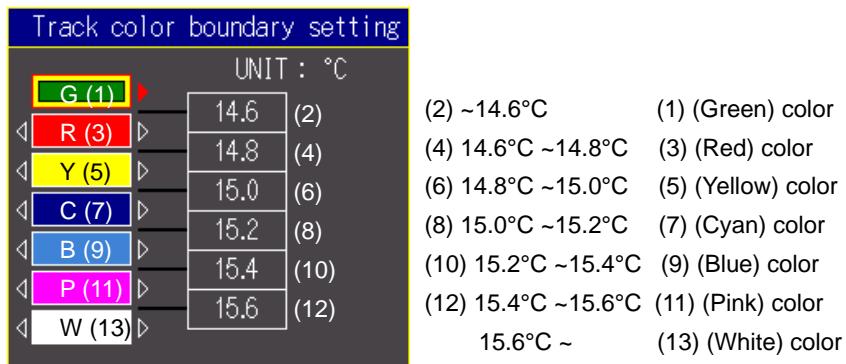 Track color boundary setting
UNIT : °C
G (1)
14.6 (2)
R (3)
14.8 (4)
Y (5)
15.0 (6)
C (7)
15.2 (8)
B (9)
15.4 (10)
P (11)
15.6 (12)
W (13)
(2) ~14.6°C (1) (Green) color
(4) 14.6°C ~14.8°C (3) (Red) color
(6) 14.8°C ~15.0°C (5) (Yellow) color
(8) 15.0°C ~15.2°C (7) (Cyan) color
(10) 15.2°C ~15.4°C (9) (Blue) color
(12) 15.4°C ~15.6°C (11) (Pink) color
15.6°C ~ (13) (White) color